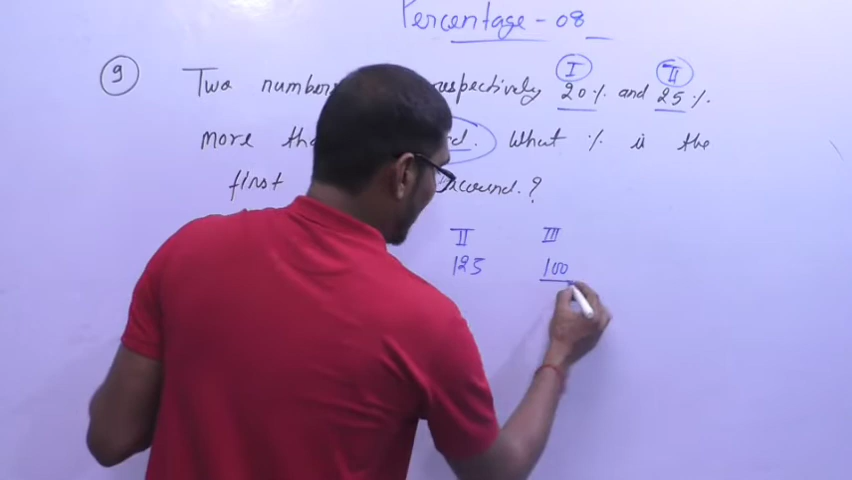 Percentage - 08
9 Two numbers respectively 20% and 25%
I II
more What % is the
first second.?
II III
125 100